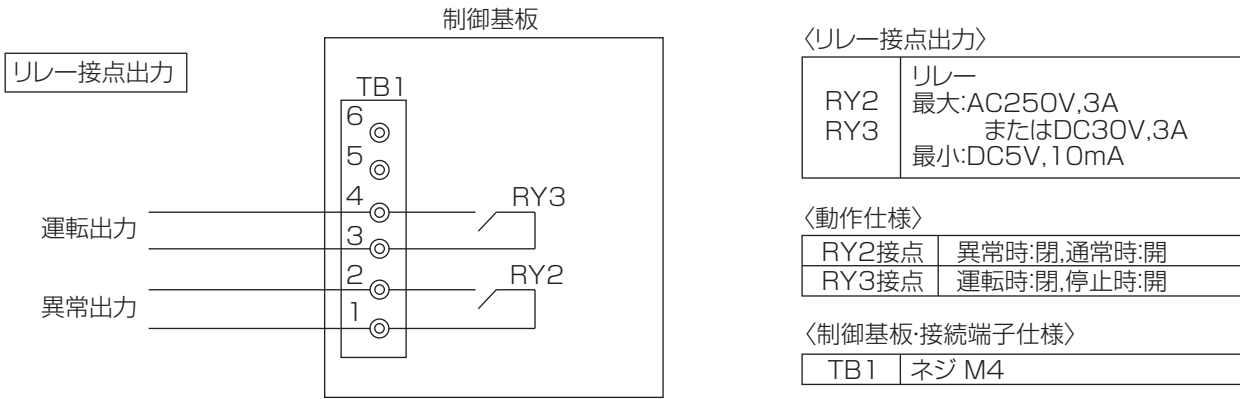 制御基板
リレー接点出力
TB1
6
5
4
3
2
1
RY3
RY2
運転出力
異常出力
〈リレー接点出力〉
RY2
RY3
リレー
最大:AC250V,3A
またはDC30V,3A
最小:DC5V,10mA
〈動作仕様〉
RY2接点 異常時:閉,通常時:開
RY3接点 運転時:閉,停止時:開
〈制御基板・接続端子仕様〉
TB1 ネジ M4